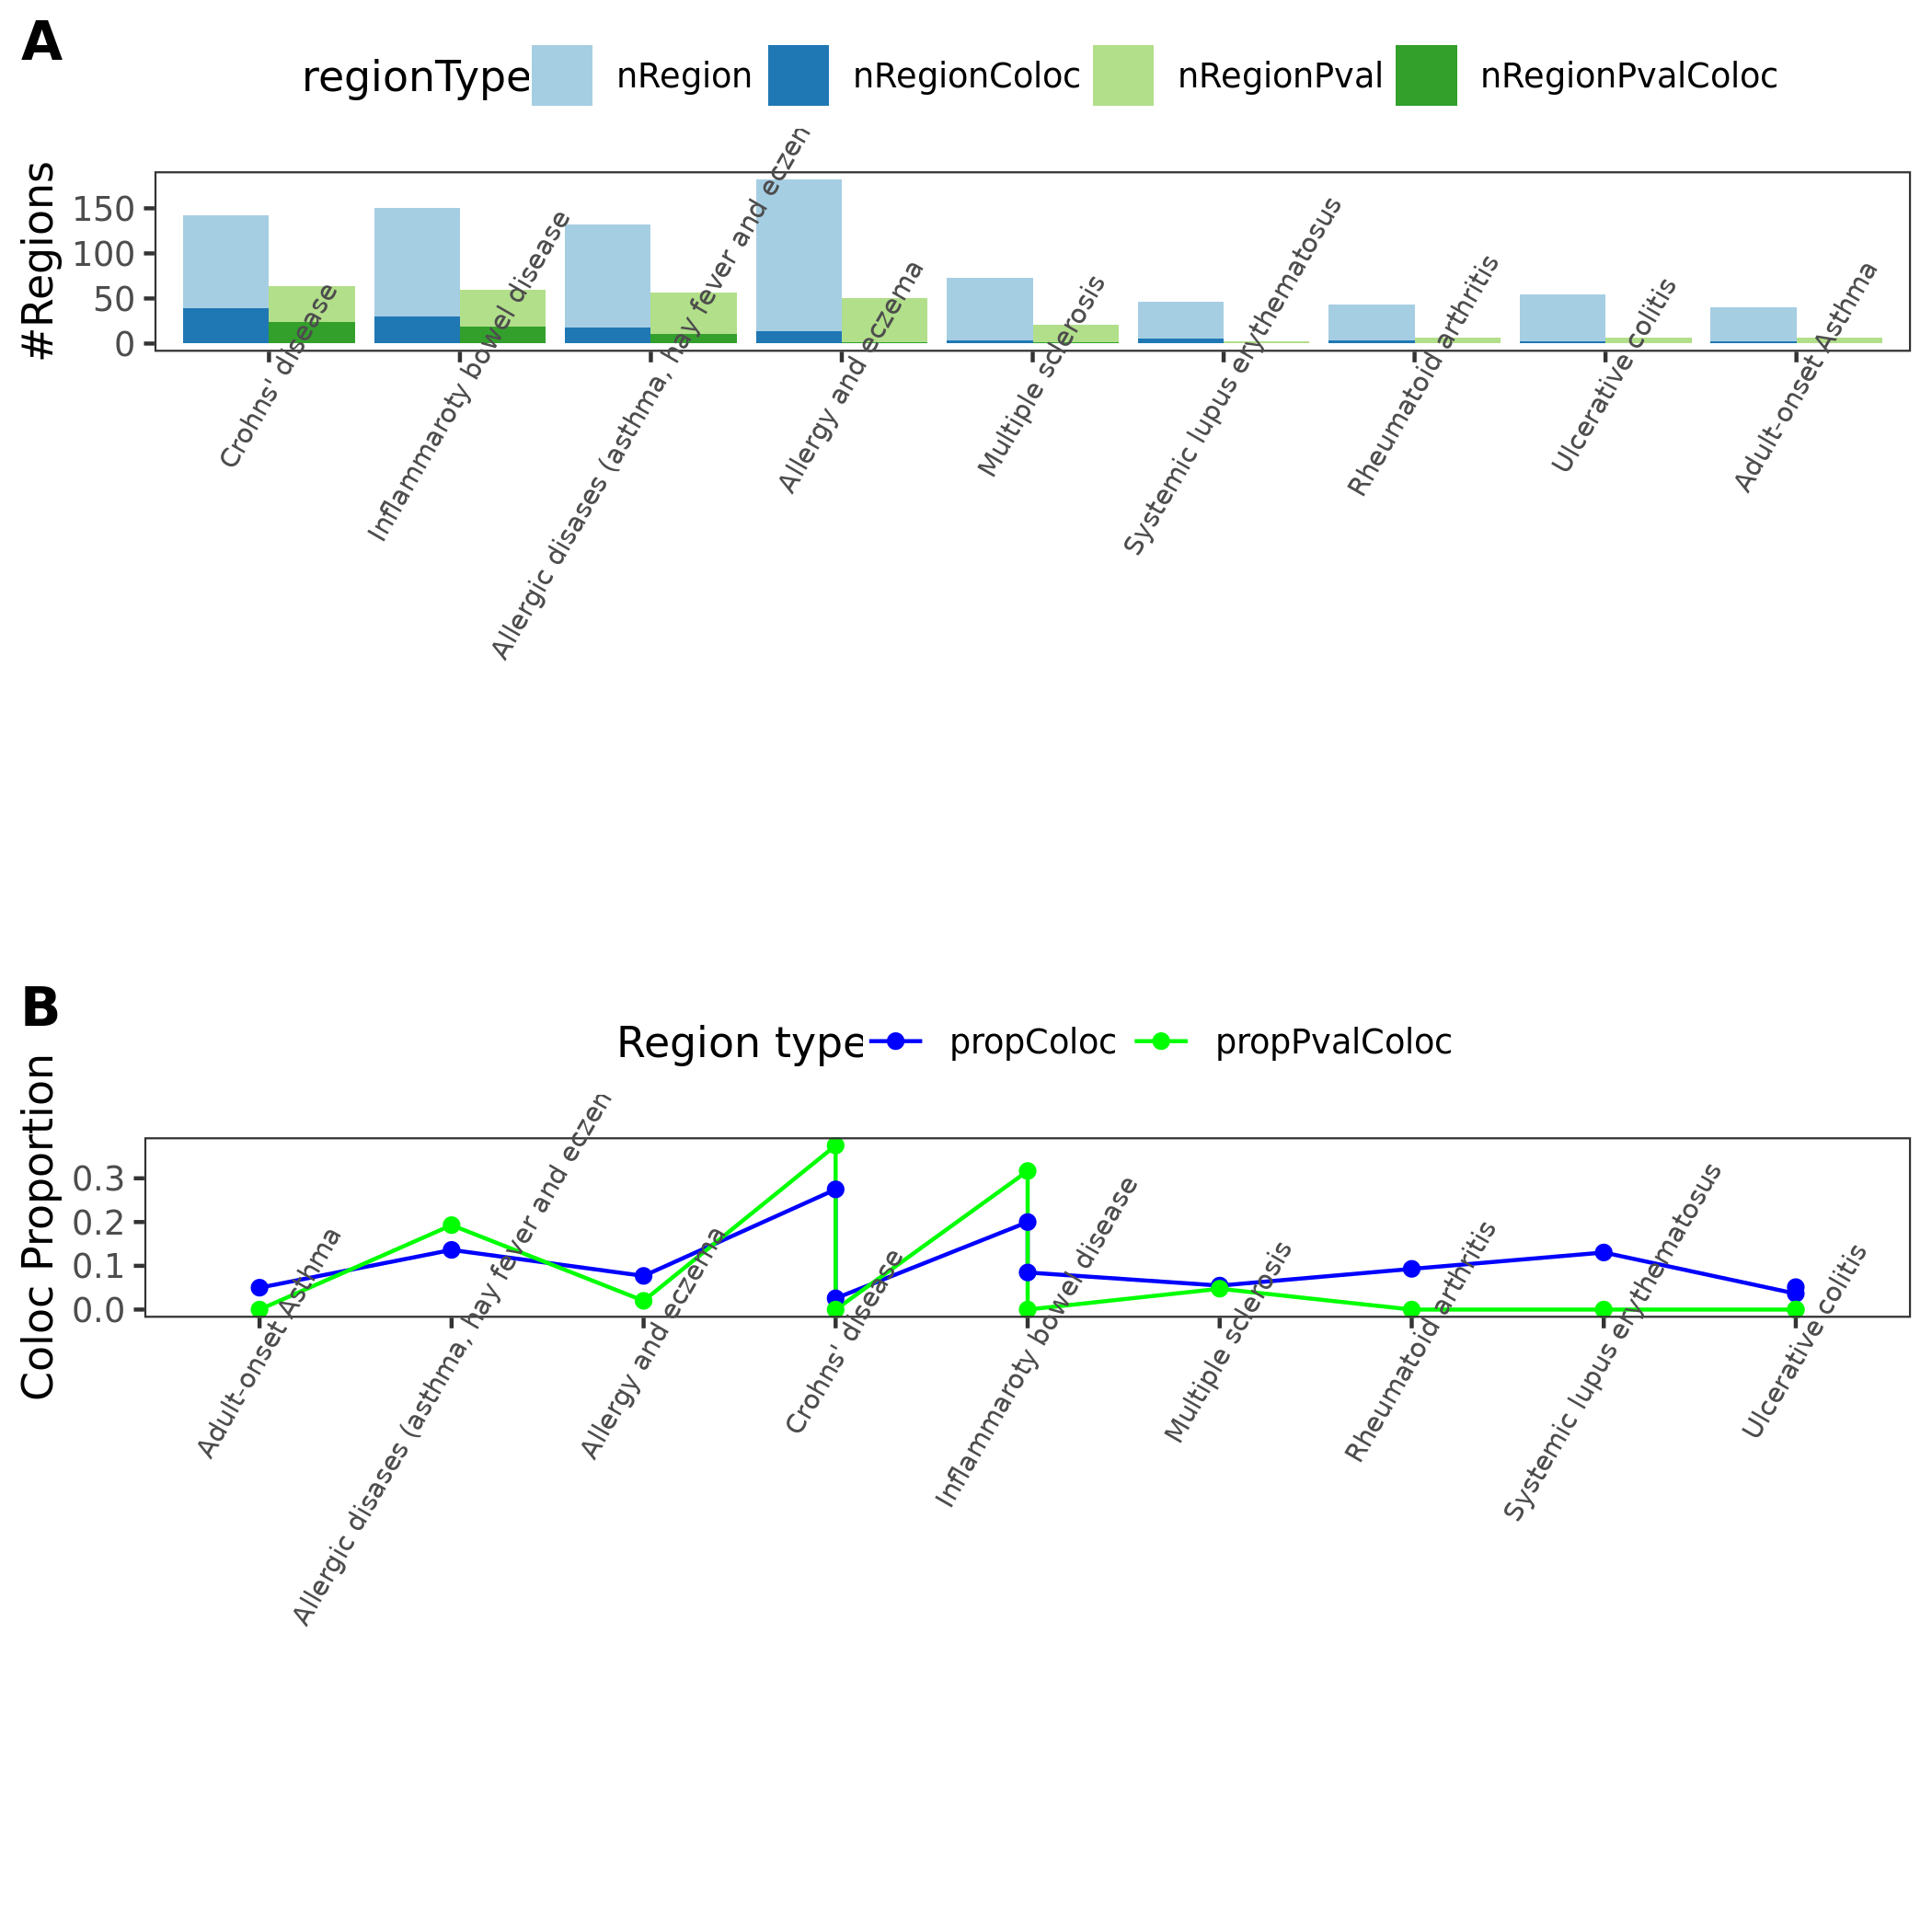 A
regionType nRegion nRegionColoc nRegionPval nRegionPvalColoc
#Regions
150
100
50
0
Crohns' disease
Inflammaroty bowel disease
Allergic disases (asthma, hay fever and eczen
Allergy and eczema
Multiple sclerosis
Systemic lupus erythematosus
Rheumatoid arthritis
Ulcerative colitis
Adult-onset Asthma
B
Region type propColoc propPvalColoc
Coloc Proportion
0.3
0.2
0.1
0.0
Adult-onset Asthma
Allergic disases (asthma, hay fever and eczen
Allergy and eczema
Crohns' disease
Inflammaroty bowel disease
Multiple sclerosis
Rheumatoid arthritis
Systemic lupus erythematosus
Ulcerative colitis